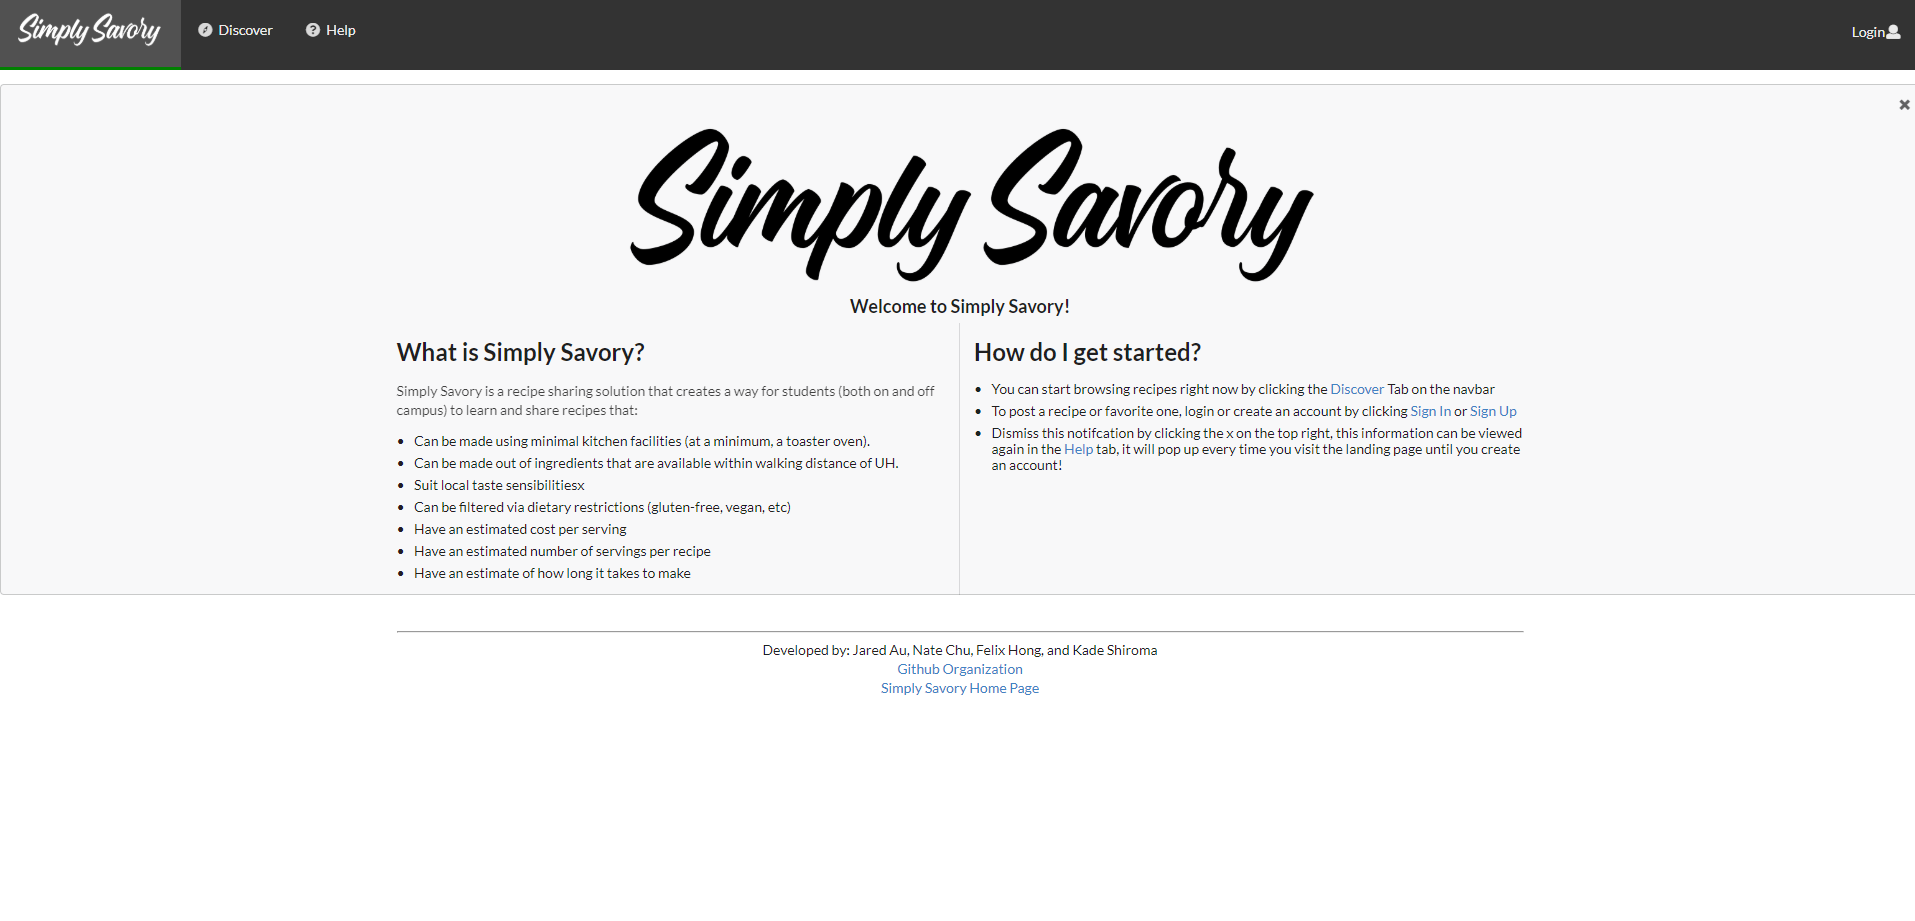 Simply Savory
Discover
Help
Login
Simply Savory
Welcome to Simply Savory!
What is Simply Savory?
Simply Savory is a recipe sharing solution that creates a way for students (both on and off
campus) to learn and share recipes that:
Can be made using minimal kitchen facilities (at a minimum, a toaster oven).
Can be made out of ingredients that are available within walking distance of UH.
Suit local taste sensibilitiesx
Can be filtered via dietary restrictions (gluten-free, vegan, etc)
Have an estimated cost per serving
Have an estimated number of servings per recipe
Have an estimate of how long it takes to make
How do I get started?
You can start browsing recipes right now by clicking the Discover Tab on the navbar
To post a recipe or favorite one, login or create an account by clicking Sign In or Sign Up
Dismiss this notifcation by clicking the x on the top right, this information can be viewed
again in the Help tab, it will pop up every time you visit the landing page until you create
an account!
Developed by: Jared Au, Nate Chu, Felix Hong, and Kade Shiroma
Github Organization
Simply Savory Home Page